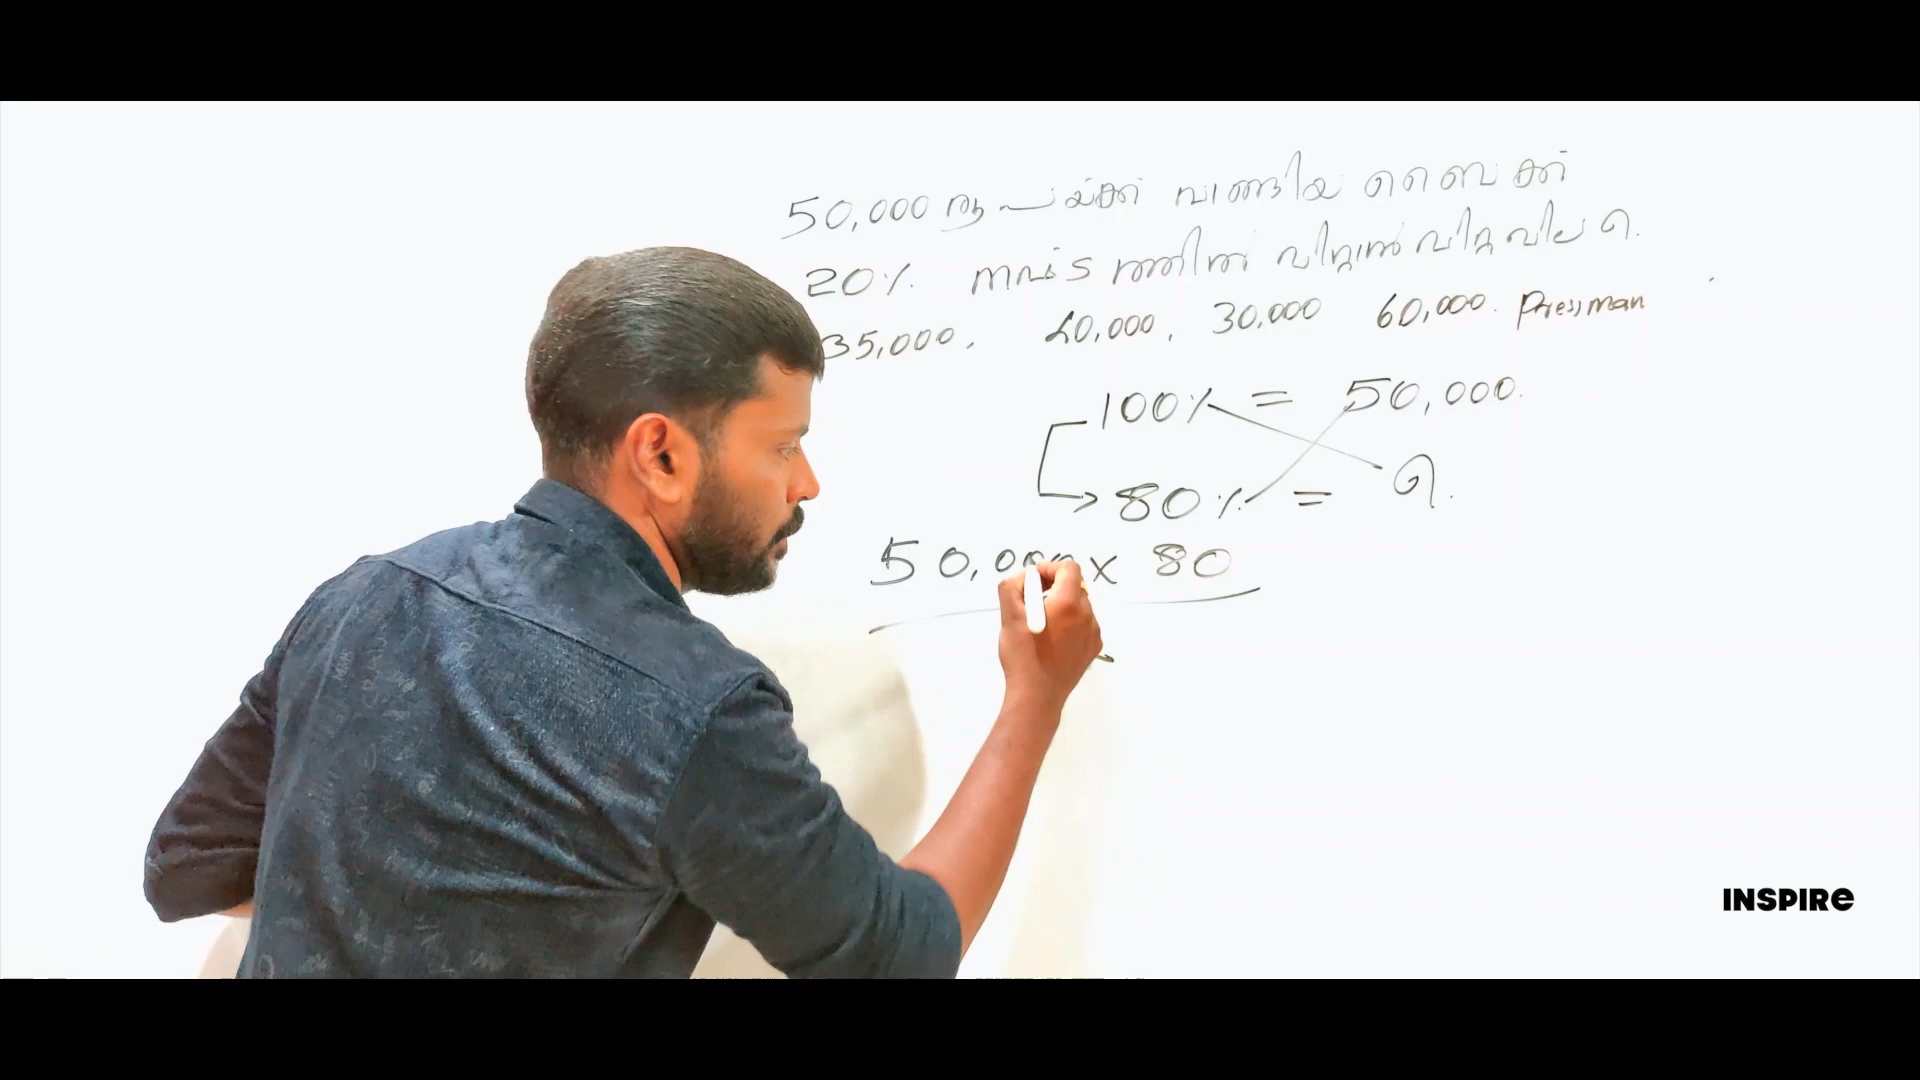 50,000 രൂപയ്ക്ക് വാങ്ങിയ ബൈക്ക്
20% നഷ്ടത്തിൽ വിറ്റാൽ വിറ്റവില ?
35,000, 40,000, 30,000 60,000. Pressman
100% = 50,000.
80% = ?
50,000 x 80
INSPIRe